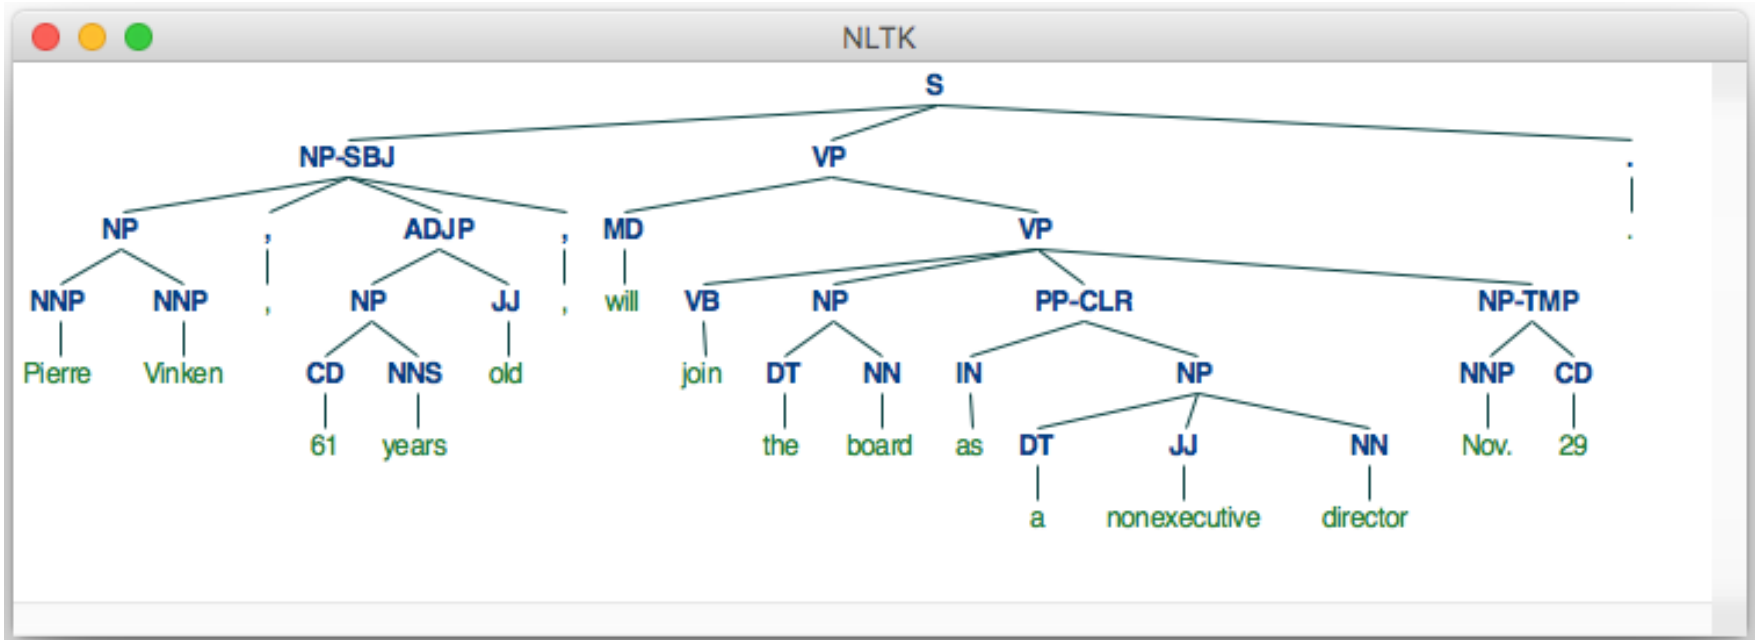 NLTK
S
NP-SBJ VP .
NP , ADJP , MD VP .
NNP NNP , NP JJ , will VB NP PP-CLR NP-TMP
Pierre Vinken CD NNS old join DT NN IN NP NNP CD
61 years the board as DT JJ NN Nov. 29
a nonexecutive director